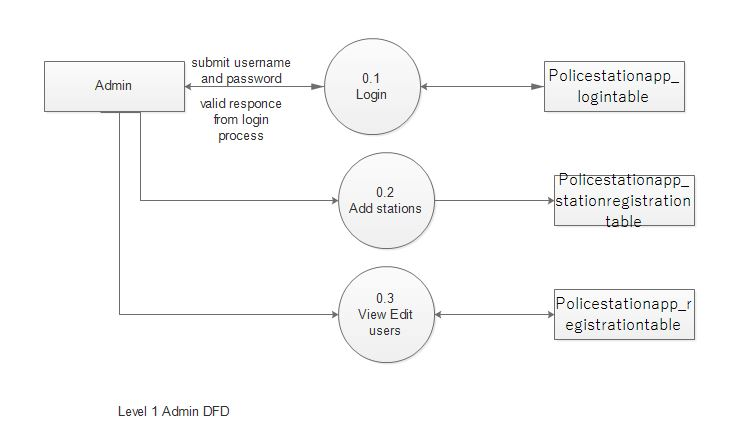 submit username
and password
Admin
valid responce
from login
process
0.1
Login
Policestationapp_
logintable
0.2
Add stations
Policestationapp_
stationregistration
table
0.3
View Edit
users
Policestationapp_r
egistrationtable
Level 1 Admin DFD